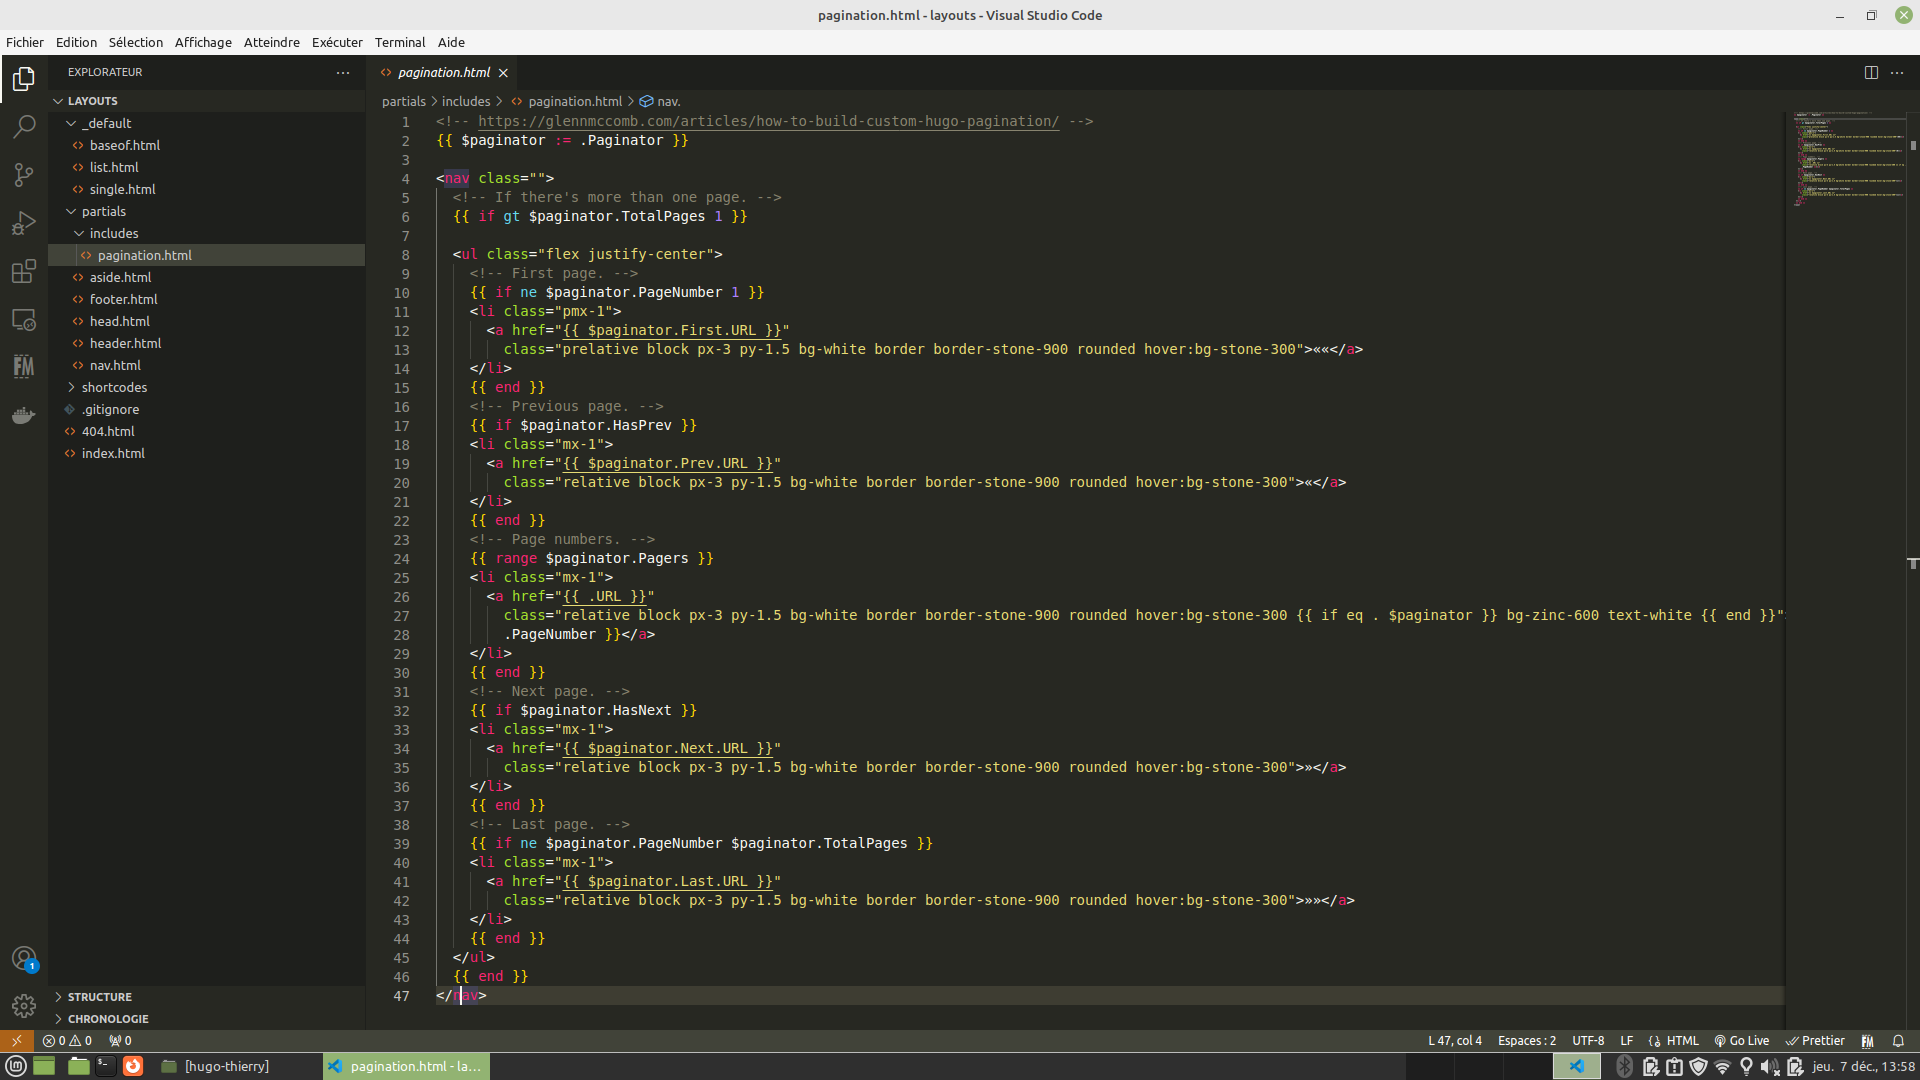 pagination.html - layouts - Visual Studio Code
Fichier Edition Sélection Affichage Atteindre Exécuter Terminal Aide
EXPLORATEUR
LAYOUTS
_default
baseof.html
list.html
single.html
partials
includes
pagination.html
aside.html
footer.html
head.html
header.html
nav.html
shortcodes
.gitignore
404.html
index.html
STRUCTURE
CHRONOLOGIE
pagination.html
partials > includes > pagination.html > nav.
1 <!-- https://glennmccomb.com/articles/how-to-build-custom-hugo-pagination/ -->
2 {{ $paginator := .Paginator }}
3
4 <nav class="">
5 <!-- If there's more than one page. -->
6 {{ if gt $paginator.TotalPages 1 }}
7
8 <ul class="flex justify-center">
9 <!-- First page. -->
10 {{ if ne $paginator.PageNumber 1 }}
11 <li class="pmx-1">
12 <a href="{{ $paginator.First.URL }}"
13 class="prelative block px-3 py-1.5 bg-white border border-stone-900 rounded hover:bg-stone-300">««</a>
14 </li>
15 {{ end }}
16 <!-- Previous page. -->
17 {{ if $paginator.HasPrev }}
18 <li class="mx-1">
19 <a href="{{ $paginator.Prev.URL }}"
20 class="relative block px-3 py-1.5 bg-white border border-stone-900 rounded hover:bg-stone-300">«</a>
21 </li>
22 {{ end }}
23 <!-- Page numbers. -->
24 {{ range $paginator.Pagers }}
25 <li class="mx-1">
26 <a href="{{ .URL }}"
27 class="relative block px-3 py-1.5 bg-white border border-stone-900 rounded hover:bg-stone-300 {{ if eq . $paginator }} bg-zinc-600 text-white {{ end }}"
28 .PageNumber }}</a>
29 </li>
30 {{ end }}
31 <!-- Next page. -->
32 {{ if $paginator.HasNext }}
33 <li class="mx-1">
34 <a href="{{ $paginator.Next.URL }}"
35 class="relative block px-3 py-1.5 bg-white border border-stone-900 rounded hover:bg-stone-300">»</a>
36 </li>
37 {{ end }}
38 <!-- Last page. -->
39 {{ if ne $paginator.PageNumber $paginator.TotalPages }}
40 <li class="mx-1">
41 <a href="{{ $paginator.Last.URL }}"
42 class="relative block px-3 py-1.5 bg-white border border-stone-900 rounded hover:bg-stone-300">»»</a>
43 </li>
44 {{ end }}
45 </ul>
46 {{ end }}
47 </nav>
FM
1
0 0 0
L 47, col 4 Espaces : 2 UTF-8 LF HTML Go Live Prettier FM
[hugo-thierry] pagination.html - la... jeu. 7 déc., 13:58